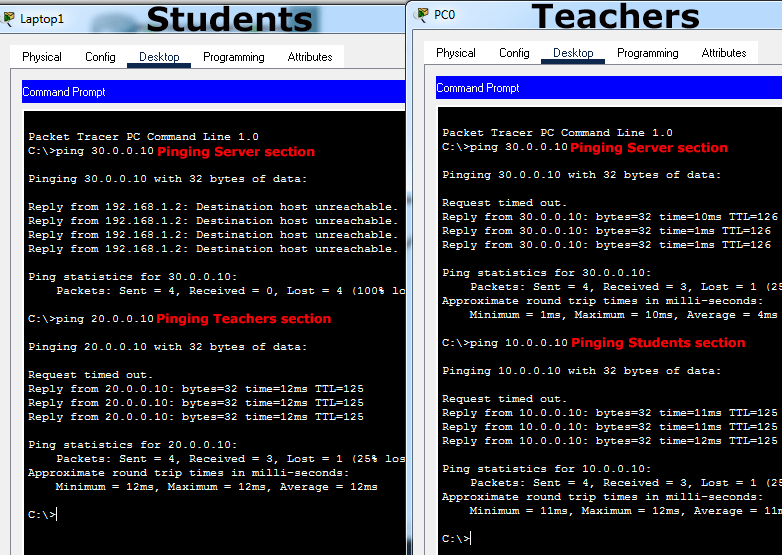 Laptop1
Students
Physical Config Desktop Programming Attributes
Command Prompt
Packet Tracer PC Command Line 1.0
C:\>ping 30.0.0.10 Pinging Server section
Pinging 30.0.0.10 with 32 bytes of data:
Reply from 192.168.1.2: Destination host unreachable.
Reply from 192.168.1.2: Destination host unreachable.
Reply from 192.168.1.2: Destination host unreachable.
Reply from 192.168.1.2: Destination host unreachable.
Ping statistics for 30.0.0.10:
Packets: Sent = 4, Received = 0, Lost = 4 (100% lo
C:\>ping 20.0.0.10 Pinging Teachers section
Pinging 20.0.0.10 with 32 bytes of data:
Request timed out.
Reply from 20.0.0.10: bytes=32 time=12ms TTL=125
Reply from 20.0.0.10: bytes=32 time=12ms TTL=125
Reply from 20.0.0.10: bytes=32 time=12ms TTL=125
Ping statistics for 20.0.0.10:
Packets: Sent = 4, Received = 3, Lost = 1 (25% los
Approximate round trip times in milli-seconds:
Minimum = 12ms, Maximum = 12ms, Average = 12ms
C:\>
PC0
Teachers
Physical Config Desktop Programming Attributes
Command Prompt
Packet Tracer PC Command Line 1.0
C:\>ping 30.0.0.10 Pinging Server section
Pinging 30.0.0.10 with 32 bytes of data:
Request timed out.
Reply from 30.0.0.10: bytes=32 time=10ms TTL=126
Reply from 30.0.0.10: bytes=32 time=1ms TTL=126
Reply from 30.0.0.10: bytes=32 time=1ms TTL=126
Ping statistics for 30.0.0.10:
Packets: Sent = 4, Received = 3, Lost = 1 (25
Approximate round trip times in milli-seconds:
Minimum = 1ms, Maximum = 10ms, Average = 4ms
C:\>ping 10.0.0.10 Pinging Students section
Pinging 10.0.0.10 with 32 bytes of data:
Request timed out.
Reply from 10.0.0.10: bytes=32 time=11ms TTL=125
Reply from 10.0.0.10: bytes=32 time=11ms TTL=125
Reply from 10.0.0.10: bytes=32 time=12ms TTL=125
Ping statistics for 10.0.0.10:
Packets: Sent = 4, Received = 3, Lost = 1 (25
Approximate round trip times in milli-seconds:
Minimum = 11ms, Maximum = 12ms, Average = 11m
C:\>